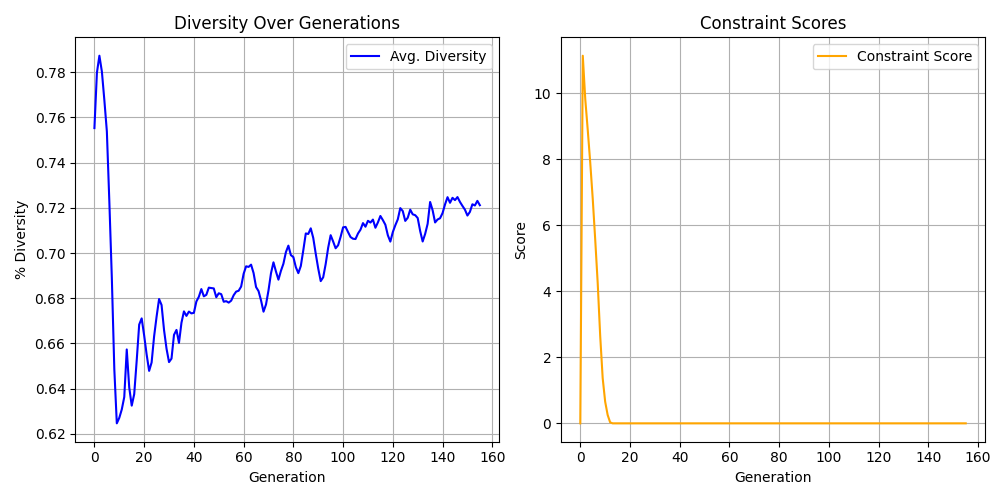 Diversity Over Generations
Avg. Diversity
% Diversity
0.78
0.76
0.74
0.72
0.70
0.68
0.66
0.64
0.62
0 20 40 60 80 100 120 140 160
Generation
Constraint Scores
Constraint Score
Score
10
8
6
4
2
0
0 20 40 60 80 100 120 140 160
Generation